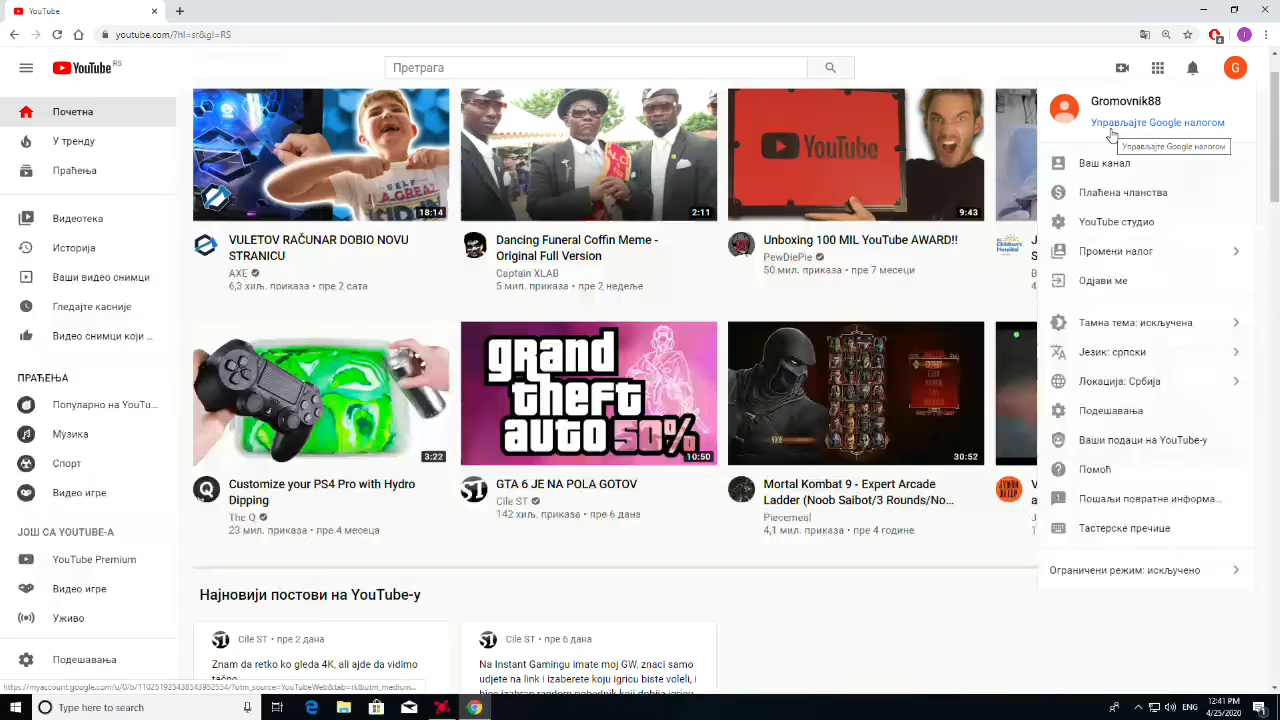 YouTube
youtube.com/?hl=sr&gl=RS
YouTube RS
Претрага
G
Почетна
У тренду
Праћења
Видеотека
Историја
Ваши видео снимци
Гледајте касније
Видео снимци који ...
ПРАЋЕЊА
Популарно на YouTu...
Музика
Спорт
Видео игре
ЈОШ СА YOUTUBE-А
YouTube Premium
Видео игре
Уживо
Подешавања
18:14
VULETOV RAČUNAR DOBIO NOVU
STRANICU
AXE
6,3 хиљ. приказа • пре 2 сата
2:11
Dancing Funeral Coffin Meme -
Original Full Version
Captain XLAB
5 мил. приказа • пре 2 недеље
YouTube
9:43
Unboxing 100 MIL YouTube AWARD!!
PewDiePie
50 мил. приказа • пре 7 месеци
3:22
Customize your PS4 Pro with Hydro
Dipping
The Q
23 мил. приказа • пре 4 месеца
grand
theft
auto 50%
10:50
GTA 6 JE NA POLA GOTOV
Cile ST
142 хиљ. приказа • пре 6 дана
30:52
Mortal Kombat 9 - Expert Arcade
Ladder (Noob Saibot/3 Rounds/No...
Piecemeal
4,1 мил. приказа • пре 4 године
Најновији постови на YouTube-у
Cile ST • пре 2 дана
Znam da retko ko gleda 4K, ali ajde da vidimo
Cile ST • пре 6 дана
Na Instant Gamingu imate moj GW, znaci samo
udjete na link i izaberete koju igricu biste voleli, i
Gromovnik88
Управљајте Google налогом
Управљајте Google налогом
Ваш канал
Плаћена чланства
YouTube студио
Промени налог
Одјави ме
Тамна тема: искључена
Језик: српски
Локација: Србија
Подешавања
Ваши подаци на YouTube-у
Помоћ
Пошаљи повратне информа...
Тастерске пречице
Ограничени режим: искључено
Type here to search
ENG
12:41 PM
4/25/2020